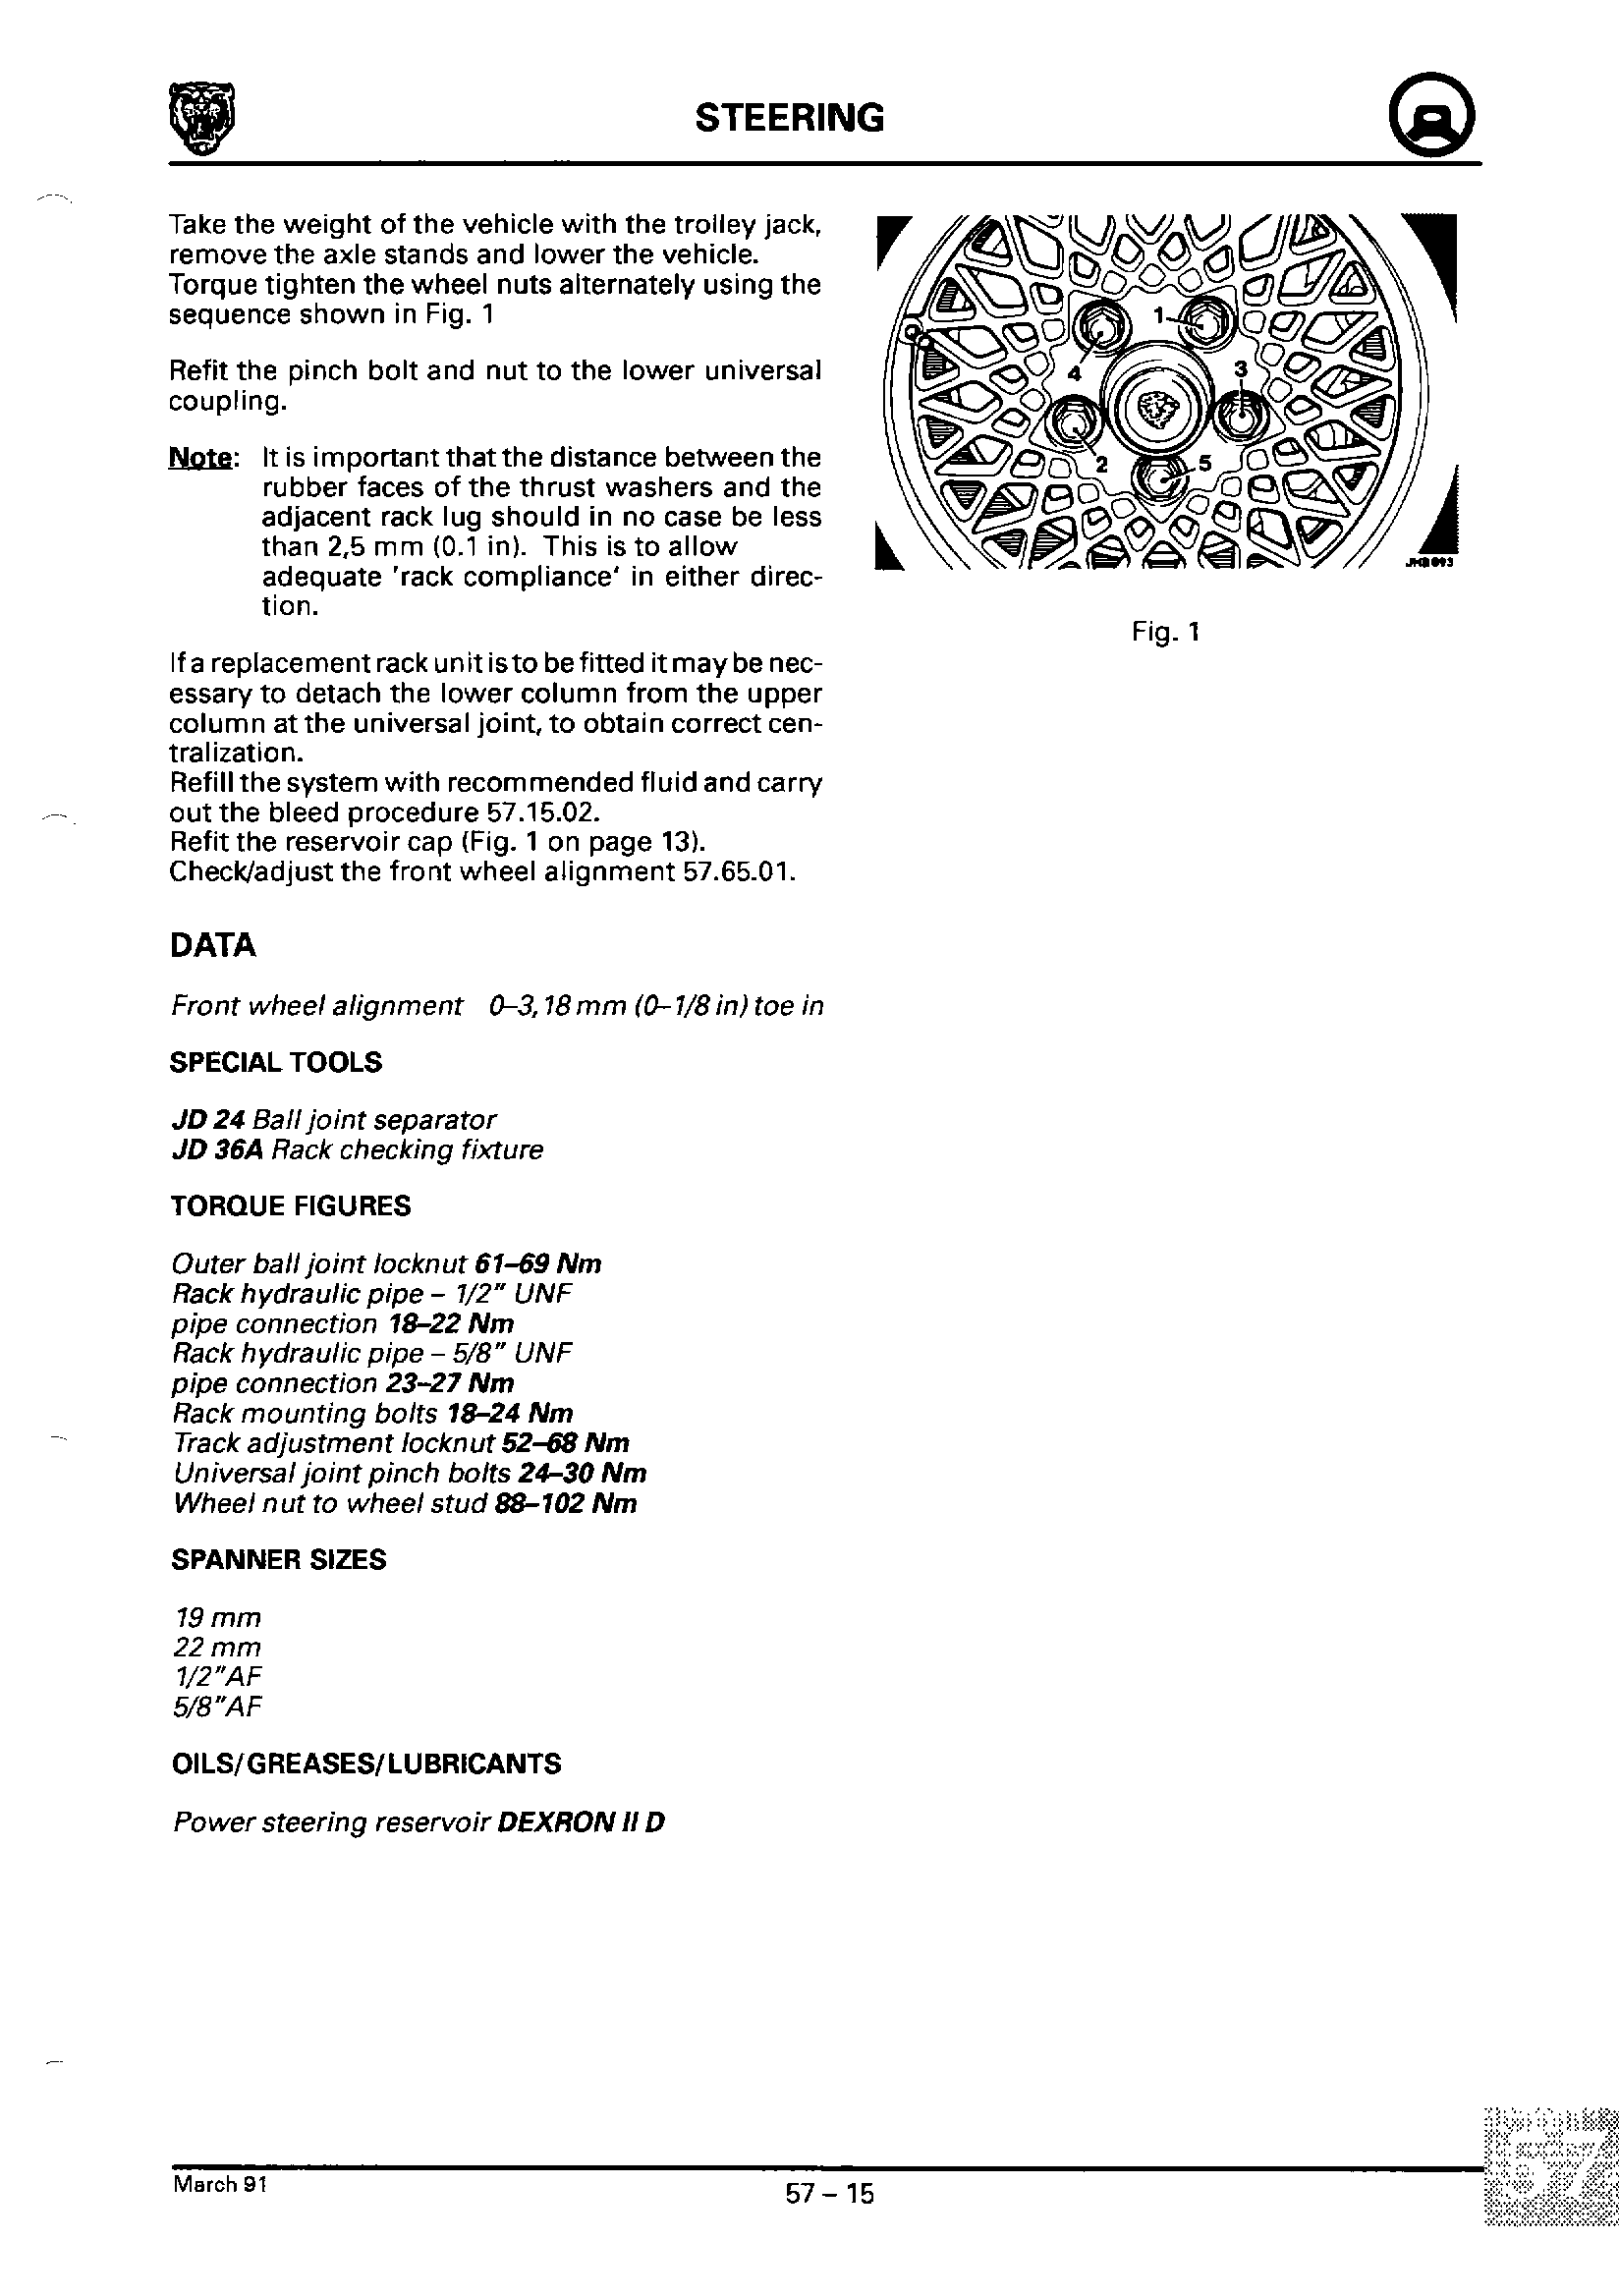 STEERING
Take the weight of the vehicle with the trolley jack,
remove the axle stands and lower the vehicle.
Torque tighten the wheel nuts alternately using the
sequence shown in Fig. 1
Refit the pinch bolt and nut to the lower universal
coupling.
Note: It is important that the distance between the
rubber faces of the thrust washers and the
adjacent rack lug should in no case be less
than 2,5 mm (0.1 in). This is to allow
adequate 'rack compliance' in either direc-
tion.
If a replacement rack unit is to be fitted it may be nec-
essary to detach the lower column from the upper
column at the universal joint, to obtain correct cen-
tralization.
Refill the system with recommended fluid and carry
out the bleed procedure 57.15.02.
Refit the reservoir cap (Fig. 1 on page 13).
Check/adjust the front wheel alignment 57.65.01.
DATA
Front wheel alignment 0–3,18 mm (0–1/8 in) toe in
SPECIAL TOOLS
JD 24 Ball joint separator
JD 36A Rack checking fixture
TORQUE FIGURES
Outer ball joint locknut 61–69 Nm
Rack hydraulic pipe – 1/2" UNF
pipe connection 18–22 Nm
Rack hydraulic pipe – 5/8" UNF
pipe connection 23–27 Nm
Rack mounting bolts 18–24 Nm
Track adjustment locknut 52–68 Nm
Universal joint pinch bolts 24–30 Nm
Wheel nut to wheel stud 88–102 Nm
SPANNER SIZES
19 mm
22 mm
1/2"AF
5/8"AF
OILS/GREASES/LUBRICANTS
Power steering reservoir DEXRON II D
1
4
3
2
5
Fig. 1
March 91
57 – 15
57